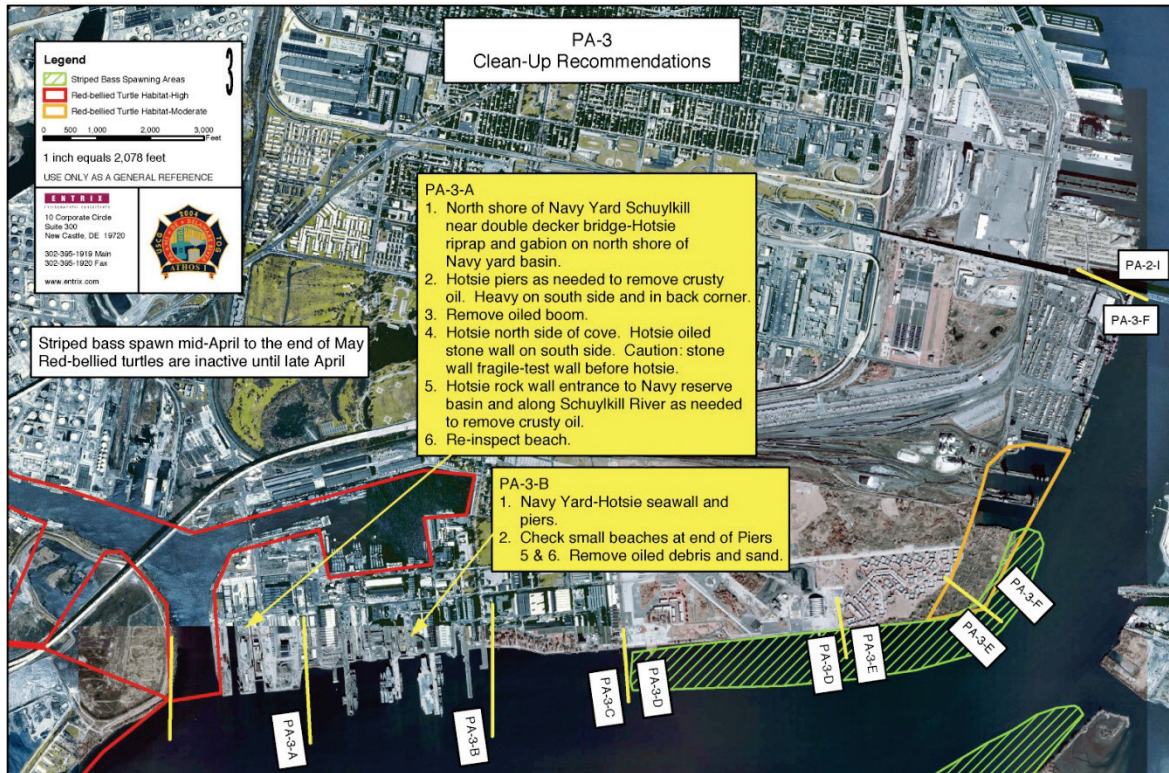 PA-3
Clean-Up Recommendations
Legend
3
Striped Bass Spawning Areas
Red-bellied Turtle Habitat-High
Red-bellied Turtle Habitat-Moderate
0 500 1,000 2,000 3,000
Feet
1 inch equals 2,078 feet
USE ONLY AS A GENERAL REFERENCE
ENTRIX
10 Corporate Circle
Suite 300
New Castle, DE 19720
302-395-1919 Main
302-395-1920 Fax
www.entrix.com
2004
USCG
TOG
ATHOS I
Striped bass spawn mid-April to the end of May
Red-bellied turtles are inactive until late April
PA-3-A
1. North shore of Navy Yard Schuylkill
near double decker bridge-Hotsie
riprap and gabion on north shore of
Navy yard basin.
2. Hotsie piers as needed to remove crusty
oil. Heavy on south side and in back corner.
3. Remove oiled boom.
4. Hotsie north side of cove. Hotsie oiled
stone wall on south side. Caution: stone
wall fragile-test wall before hotsie.
5. Hotsie rock wall entrance to Navy reserve
basin and along Schuylkill River as needed
to remove crusty oil.
6. Re-inspect beach.
PA-3-B
1. Navy Yard-Hotsie seawall and
piers.
2. Check small beaches at end of Piers
5 & 6. Remove oiled debris and sand.
PA-2-I
PA-3-F
PA-3-F
PA-3-E
PA-3-E
PA-3-D
PA-3-D
PA-3-C
PA-3-B
PA-3-A